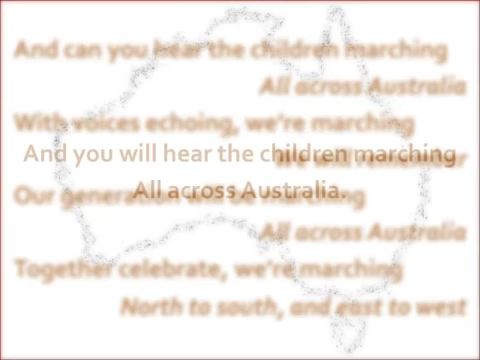 And can you hear the children marching
All across Australia
With voices echoing, we're marching
And you will hear the children marching
All across Australia.
Our marching
All across Australia
Together celebrate, we're marching
North to south, and east to west